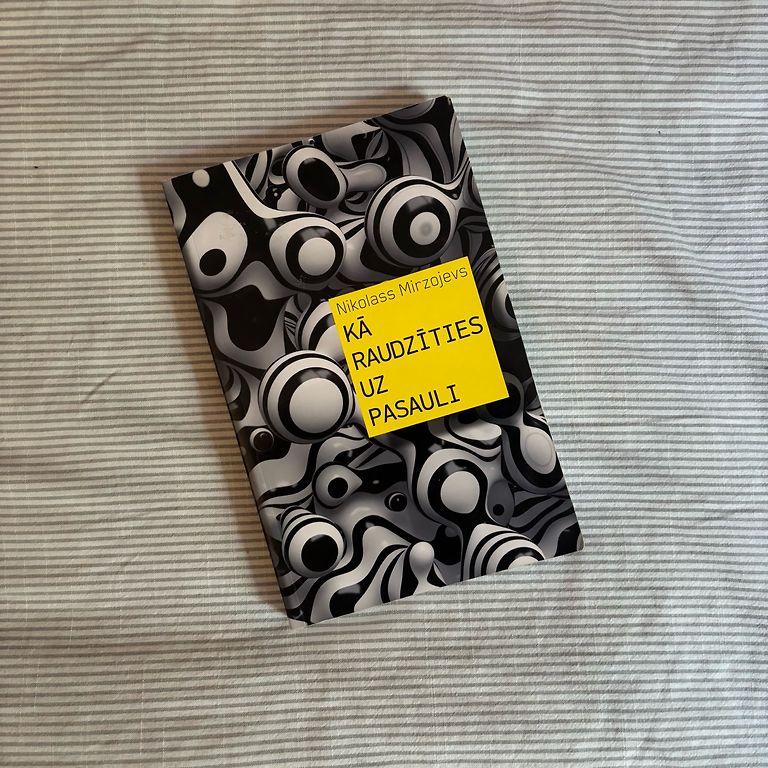 Nikolass Mirzojevs
KĀ
RAUDZĪTIES
UZ
PASAULI